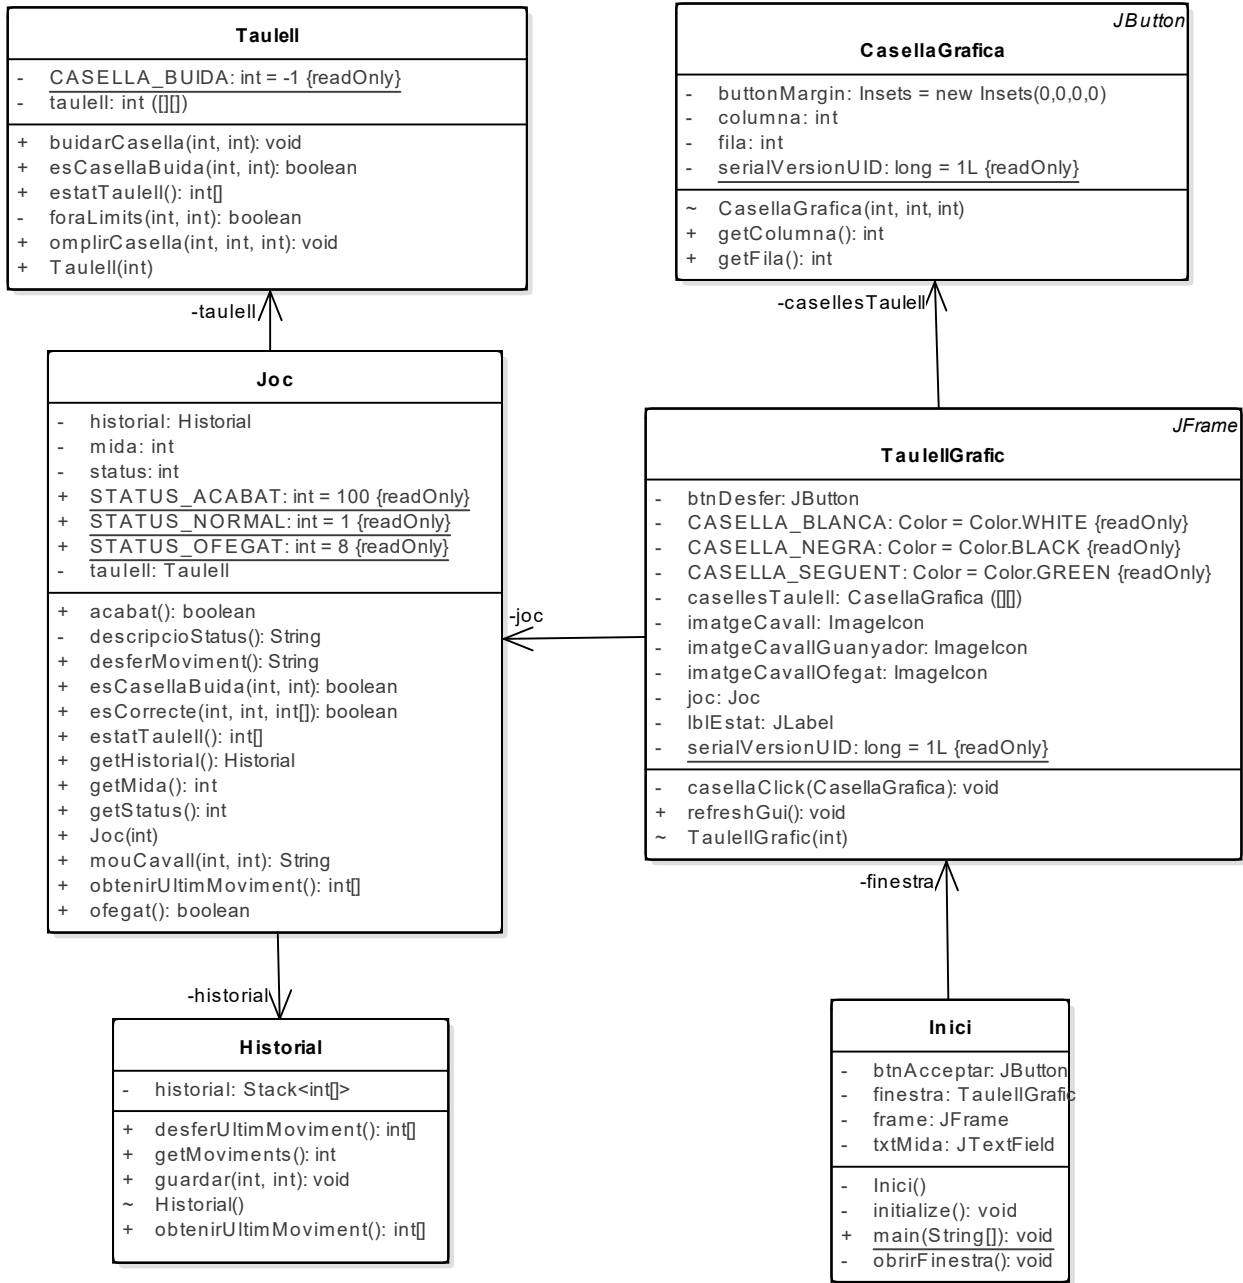 Taulell
- CASELLA_BUIDA: int = -1 {readOnly}
- taulell: int ([][])
+ buidarCasella(int, int): void
+ esCasellaBuida(int, int): boolean
+ estatTaulell(): int[]
- foraLimits(int, int): boolean
+ omplirCasella(int, int, int): void
+ Taulell(int)
JButton
CasellaGrafica
- buttonMargin: Insets = new Insets(0,0,0,0)
- columna: int
- fila: int
- serialVersionUID: long = 1L {readOnly}
~ CasellaGrafica(int, int, int)
+ getColumna(): int
+ getFila(): int
-taulell
-casellesTaulell
Joc
- historial: Historial
- mida: int
- status: int
+ STATUS_ACABAT: int = 100 {readOnly}
+ STATUS_NORMAL: int = 1 {readOnly}
+ STATUS_OFEGAT: int = 8 {readOnly}
- taulell: Taulell
+ acabat(): boolean
- descripcioStatus(): String
+ desferMoviment(): String
+ esCasellaBuida(int, int): boolean
+ esCorrecte(int, int, int[]): boolean
+ estatTaulell(): int[]
+ getHistorial(): Historial
+ getMida(): int
+ getStatus(): int
+ Joc(int)
+ mouCavall(int, int): String
+ obtenirUltimMoviment(): int[]
+ ofegat(): boolean
-joc
JFrame
TaulellGrafic
- btnDesfer: JButton
- CASELLA_BLANCA: Color = Color.WHITE {readOnly}
- CASELLA_NEGRA: Color = Color.BLACK {readOnly}
- CASELLA_SEGUENT: Color = Color.GREEN {readOnly}
- casellesTaulell: CasellaGrafica ([][])
- imatgeCavall: ImageIcon
- imatgeCavallGuanyador: ImageIcon
- imatgeCavallOfegat: ImageIcon
- joc: Joc
- lblEstat: JLabel
- serialVersionUID: long = 1L {readOnly}
- casellaClick(CasellaGrafica): void
+ refreshGui(): void
~ TaulellGrafic(int)
-historial
-finestra
Historial
- historial: Stack<int[]>
+ desferUltimMoviment(): int[]
+ getMoviments(): int
+ guardar(int, int): void
~ Historial()
+ obtenirUltimMoviment(): int[]
Inici
- btnAcceptar: JButton
- finestra: TaulellGrafic
- frame: JFrame
- txtMida: JTextField
- Inici()
- initialize(): void
+ main(String[]): void
- obrirFinestra(): void